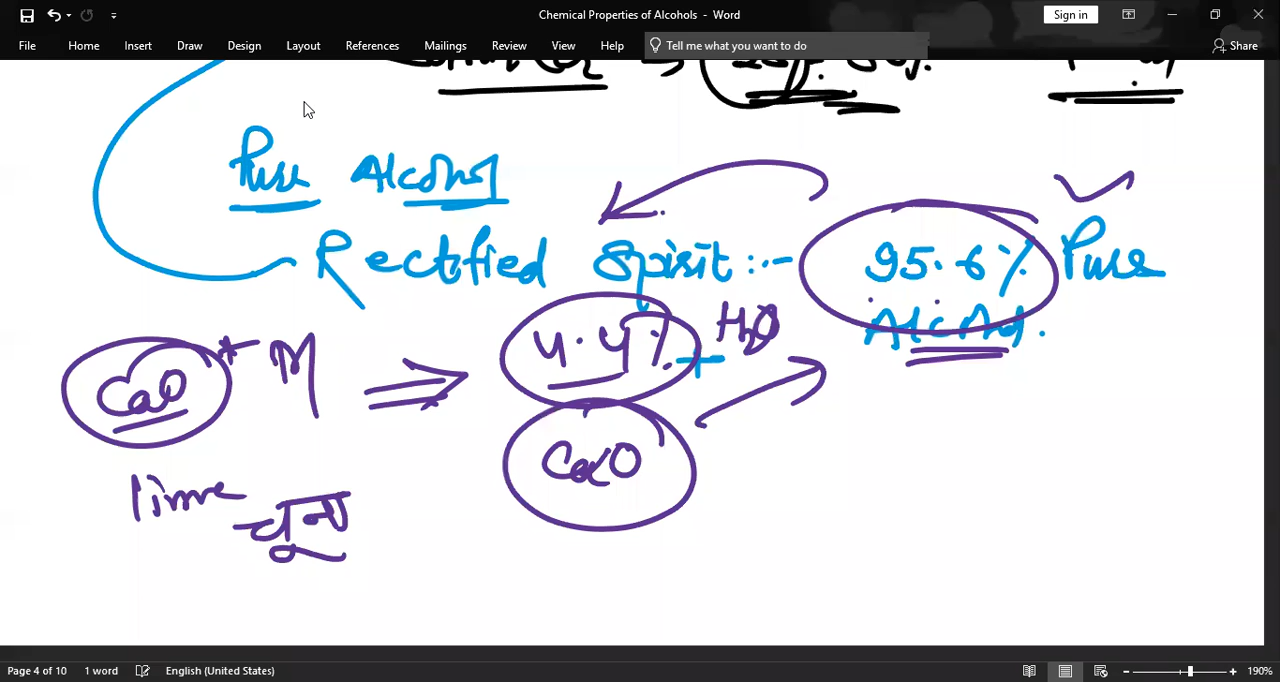 Chemical Properties of Alcohols - Word
Sign in
File Home Insert Draw Design Layout References Mailings Review View Help Tell me what you want to do Share
Pure Alcohol
Rectified Spirit :- 95.6% Pure
Alcohol.
CaO * M ⇒ 4.4% + H2O
CaO
lime
चूना
Page 4 of 10 1 word English (United States) 190%